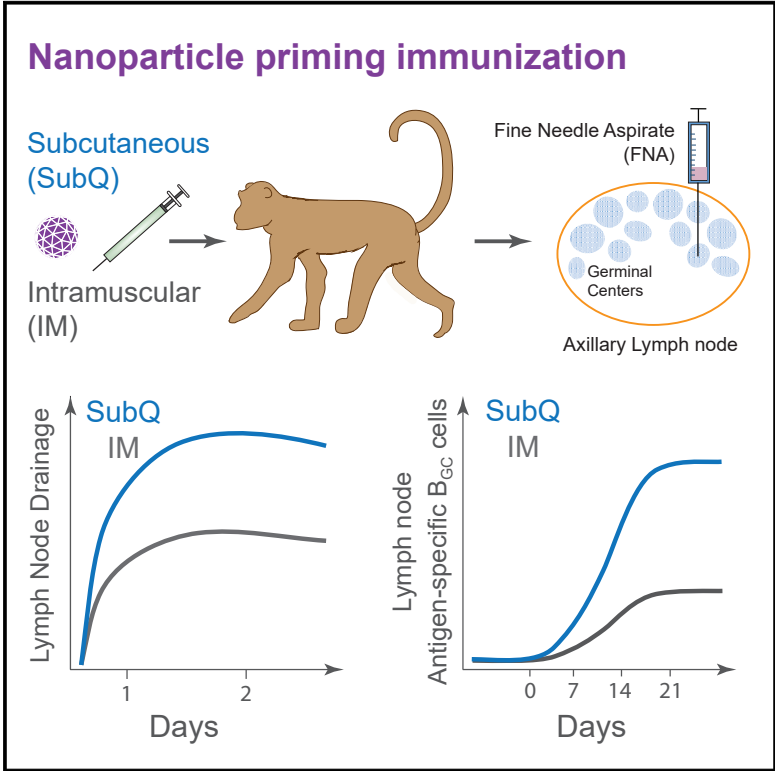 Nanoparticle priming immunization
Subcutaneous
(SubQ)
Intramuscular
(IM)
Fine Needle Aspirate
(FNA)
Germinal
Centers
Axillary Lymph node
SubQ
IM
Lymph Node Drainage
1 2
Days
SubQ
IM
Lymph node
Antigen-specific BGC cells
0 7 14 21
Days